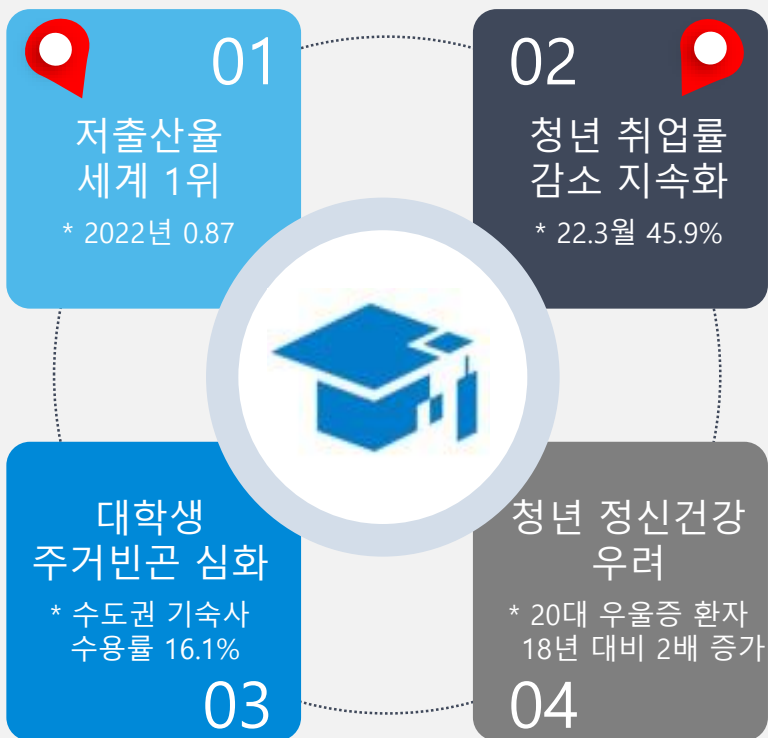 01
저출산율
세계 1위
* 2022년 0.87
02
청년 취업률
감소 지속화
* 22.3월 45.9%
대학생
주거빈곤 심화
* 수도권 기숙사
수용률 16.1%
03
청년 정신건강
우려
* 20대 우울증 환자
18년 대비 2배 증가
04